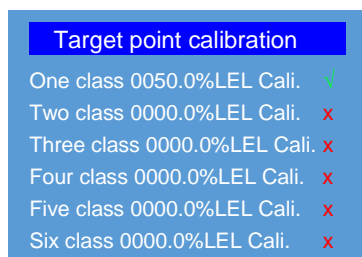 Target point calibration
One class 0050.0%LEL Cali. √
Two class 0000.0%LEL Cali. x
Three class 0000.0%LEL Cali. x
Four class 0000.0%LEL Cali. x
Five class 0000.0%LEL Cali. x
Six class 0000.0%LEL Cali. x